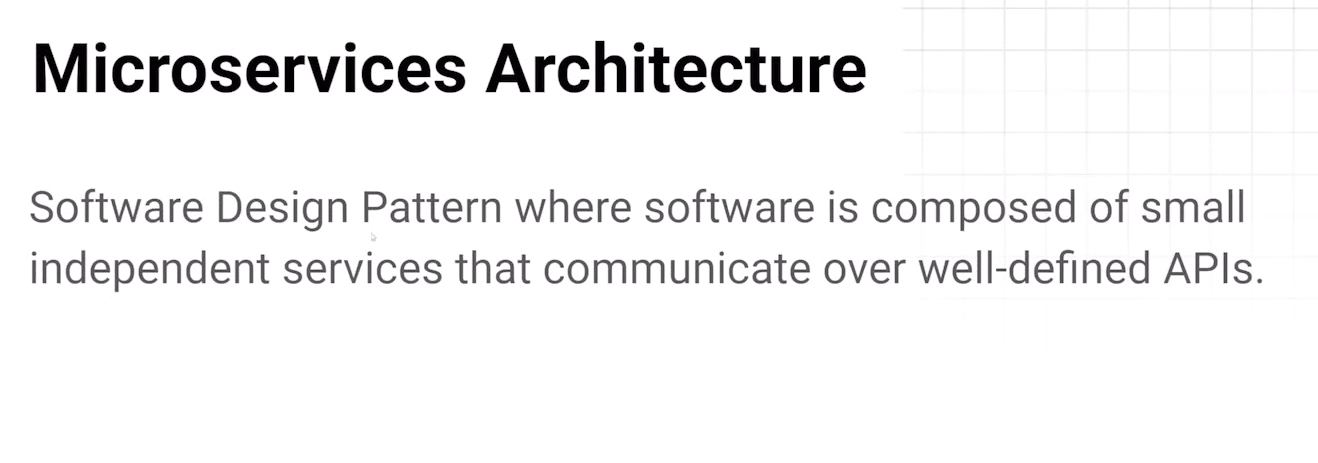 Microservices Architecture
Software Design Pattern where software is composed of small
independent services that communicate over well-defined APIs.